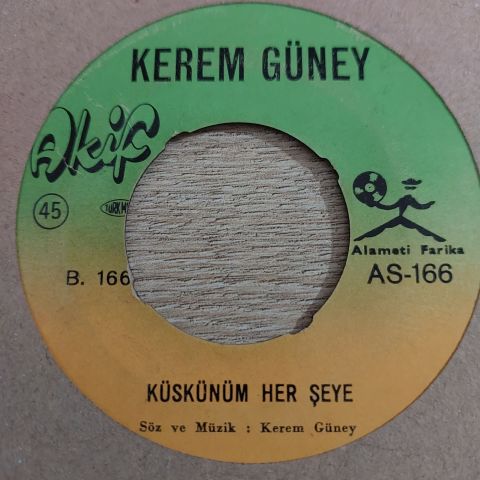 KEREM GÜNEY
Akif
45
Alameti Farika
B. 166
AS-166
KÜSKÜNÜM HER ŞEYE
Söz ve Müzik : Kerem Güney